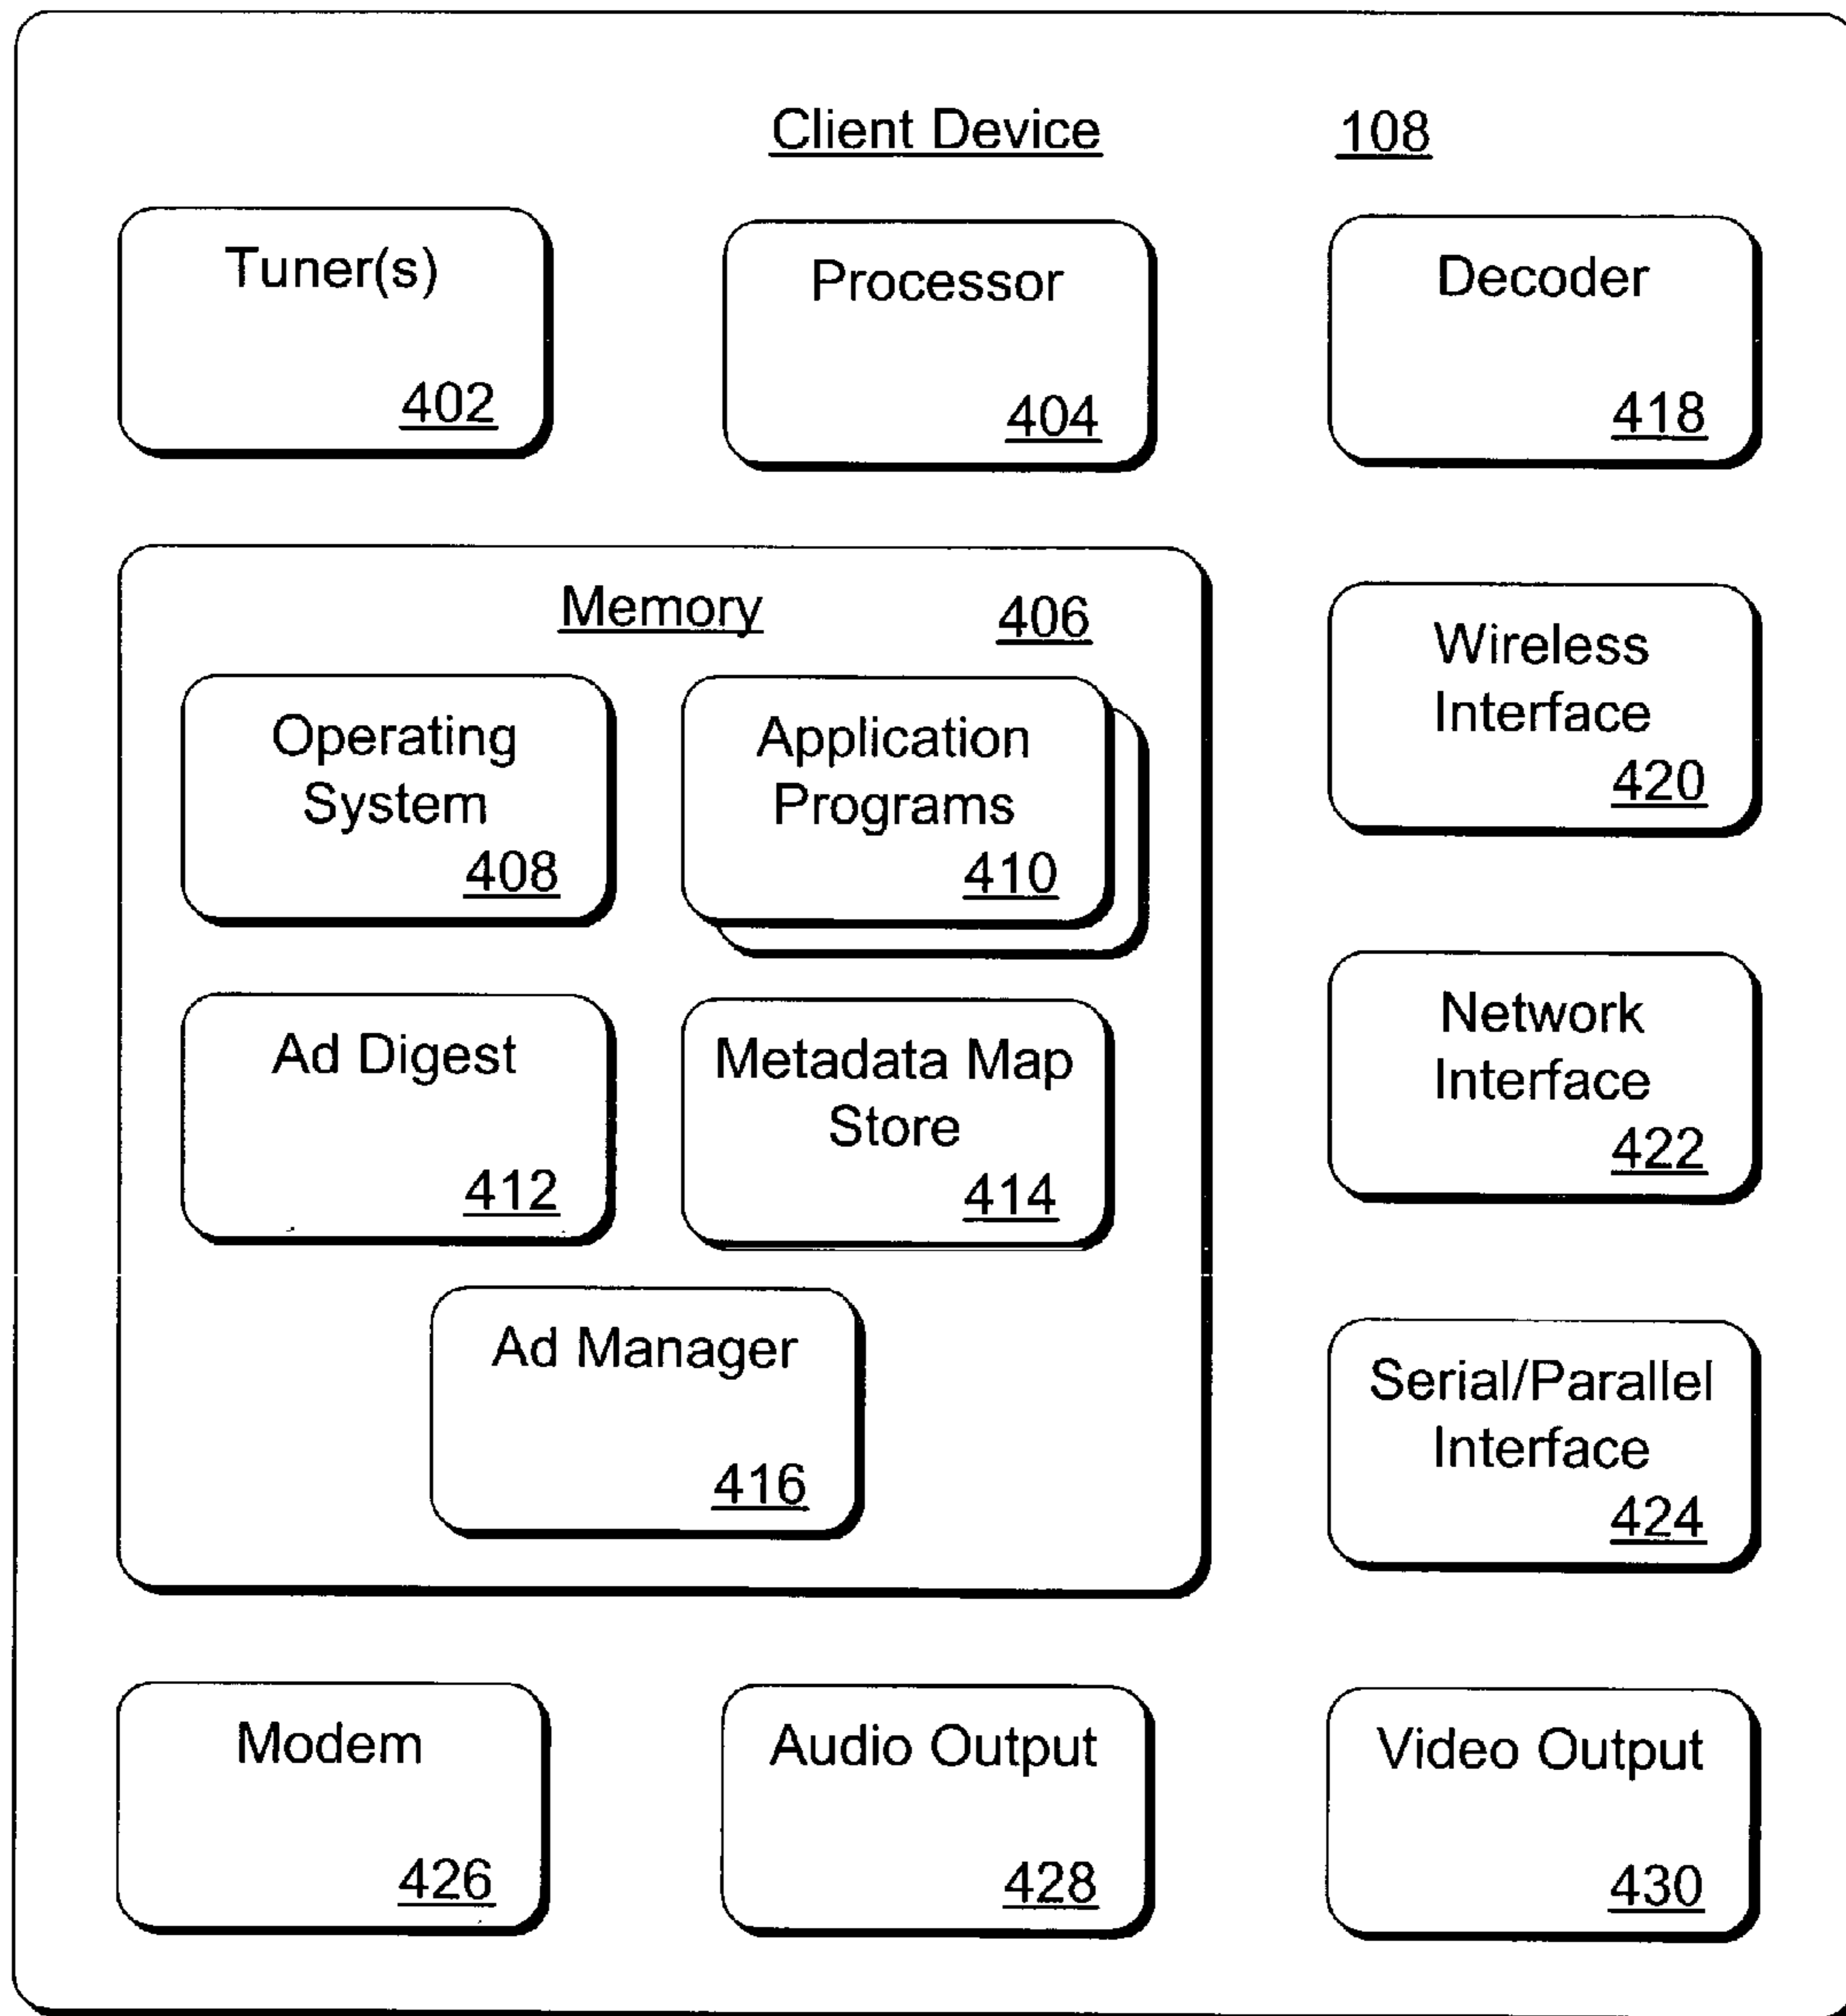 Client Device 108
Tuner(s)
402
Processor
404
Decoder
418
Memory 406
Operating
System
408
Application
Programs
410
Ad Digest
412
Metadata Map
Store
414
Ad Manager
416
Wireless
Interface
420
Network
Interface
422
Serial/Parallel
Interface
424
Modem
426
Audio Output
428
Video Output
430